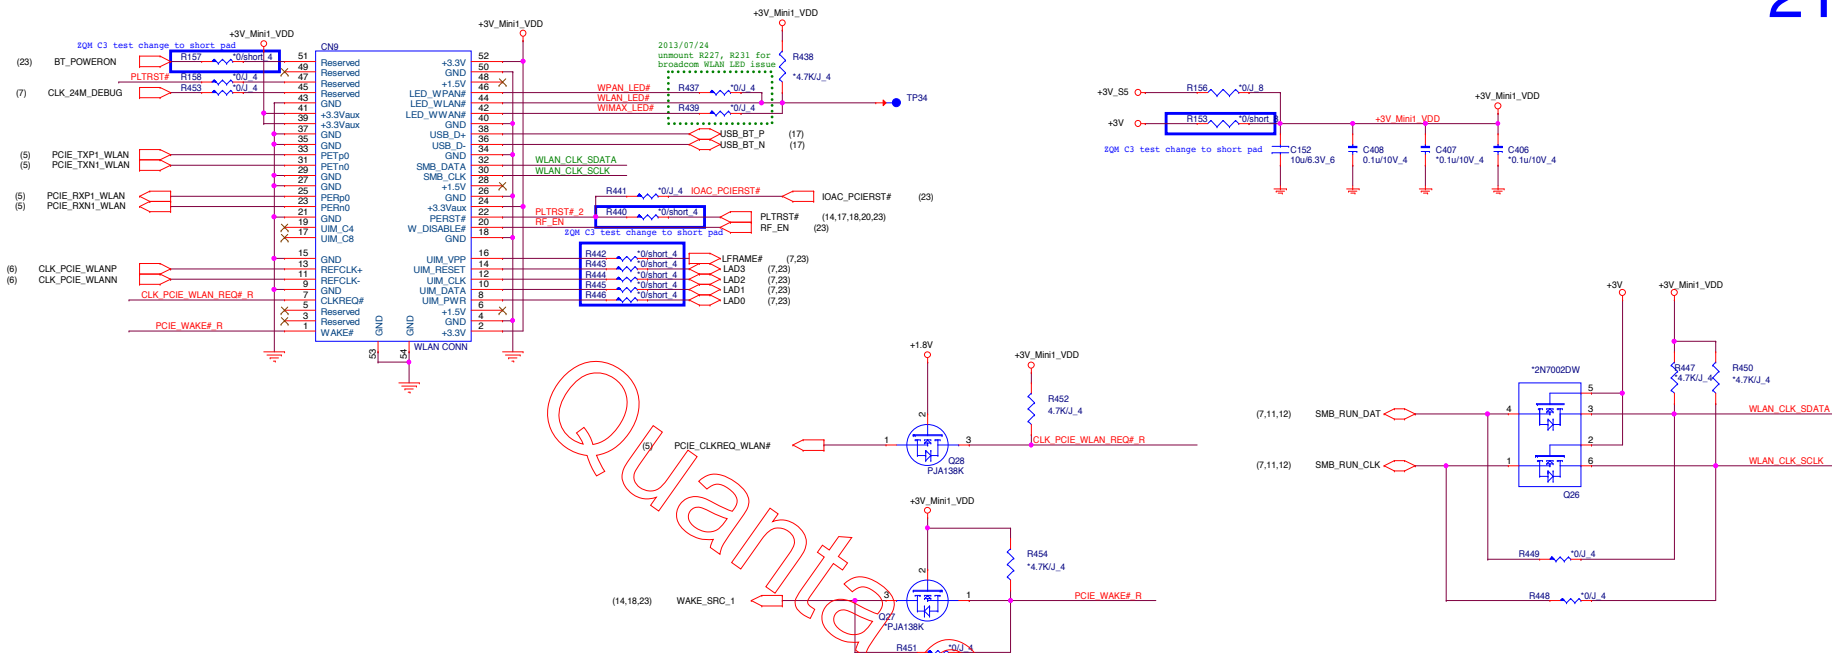 +3V_Mini1_VDD
ZQM C3 test change to short pad
(23) BT_POWERON R157 *0/short_4
PLTRST# R158 *0/J_4
(7) CLK_24M_DEBUG R453 *0/J_4
(5) PCIE_TXP1_WLAN
(5) PCIE_TXN1_WLAN
(5) PCIE_RXP1_WLAN
(5) PCIE_RXN1_WLAN
(6) CLK_PCIE_WLANP
(6) CLK_PCIE_WLANN
CLK_PCIE_WLAN_REQ#_R
PCIE_WAKE#_R
CN9
51 Reserved +3.3V 52
49 Reserved GND 50
47 Reserved +1.5V 48
45 Reserved LED_WPAN# 46
43 GND LED_WLAN# 44
41 +3.3Vaux LED_WWAN# 42
39 +3.3Vaux GND 40
37 GND USB_D+ 38
35 GND USB_D- 36
33 PETp0 GND 34
31 PETn0 SMB_DATA 32
29 GND SMB_CLK 30
27 GND +1.5V 28
25 PERp0 GND 26
23 PERn0 +3.3Vaux 24
21 GND PERST# 22
19 UIM_C4 W_DISABLE# 20
17 UIM_C8 GND 18
15 GND UIM_VPP 16
13 REFCLK+ UIM_RESET 14
11 REFCLK- UIM_CLK 12
9 GND UIM_DATA 10
7 CLKREQ# UIM_PWR 8
5 Reserved +1.5V 6
3 Reserved GND 4
1 WAKE# +3.3V 2
GND GND
53 54
WLAN CONN
+3V_Mini1_VDD
+3V_Mini1_VDD
2013/07/24
unmount R227, R231 for
broadcom WLAN LED issue
R438
*4.7K/J_4
WPAN_LED# R437 *0/J_4
WLAN_LED# TP34
WIMAX_LED# R439 *0/J_4
USB_BT_P (17)
USB_BT_N (17)
WLAN_CLK_SDATA
WLAN_CLK_SCLK
R441 *0/J_4 IOAC_PCIERST# IOAC_PCIERST# (23)
PLTRST#_2 R440 *0/short_4 PLTRST# (14,17,18,20,23)
RF_EN RF_EN (23)
ZQM C3 test change to short pad
R442 *0/short_4 LFRAME# (7,23)
R443 *0/short_4 LAD3 (7,23)
R444 *0/short_4 LAD2 (7,23)
R445 *0/short_4 LAD1 (7,23)
R446 *0/short_4 LAD0 (7,23)
+3V_S5 R156 *0/J_8
+3V R153 *0/short
ZQM C3 test change to short pad
+3V_Mini1_VDD
+3V_Mini1_VDD
C152
10u/6.3V_6
C408
0.1u/10V_4
C407
*0.1u/10V_4
C406
*0.1u/10V_4
+1.8V
+3V_Mini1_VDD
R452
4.7K/J_4
2
(5) PCIE_CLKREQ_WLAN# 1 3 CLK_PCIE_WLAN_REQ#_R
Q28
PJA138K
+3V_Mini1_VDD
R454
*4.7K/J_4
2
(14,18,23) WAKE_SRC_1 3 1 PCIE_WAKE#_R
Q27
*PJA138K
R451 *0/J_4
+3V
+3V_Mini1_VDD
*2N7002DW
R447
*4.7K/J_4
R450
*4.7K/J_4
5
(7,11,12) SMB_RUN_DAT 4 3 WLAN_CLK_SDATA
2
(7,11,12) SMB_RUN_CLK 1 6 WLAN_CLK_SCLK
Q26
R449 *0/J_4
R448 *0/J_4
Quanta